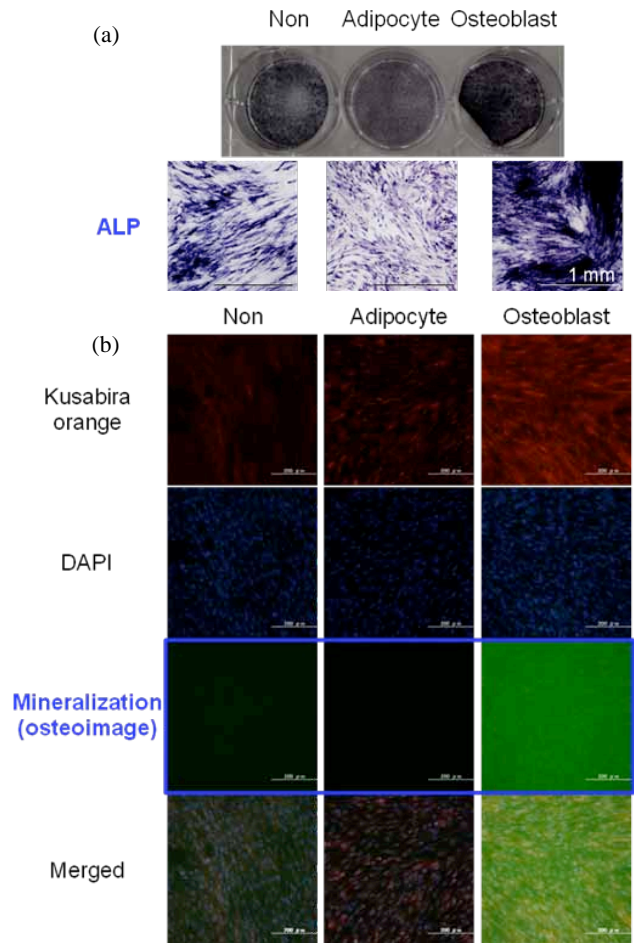 (a)
Non Adipocyte Osteoblast
ALP
1 mm
(b)
Non Adipocyte Osteoblast
Kusabira
orange
DAPI
Mineralization
(osteoimage)
Merged